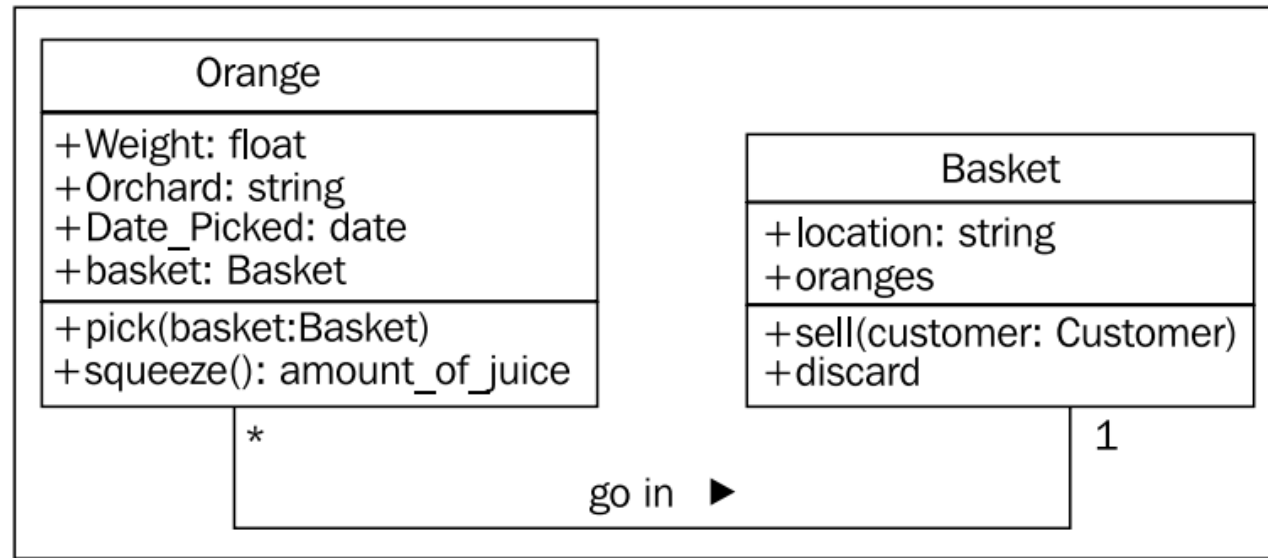 Orange
+Weight: float
+Orchard: string
+Date_Picked: date
+basket: Basket
+pick(basket:Basket)
+squeeze(): amount_of_juice
Basket
+location: string
+oranges
+sell(customer: Customer)
+discard
*
1
go in ▶